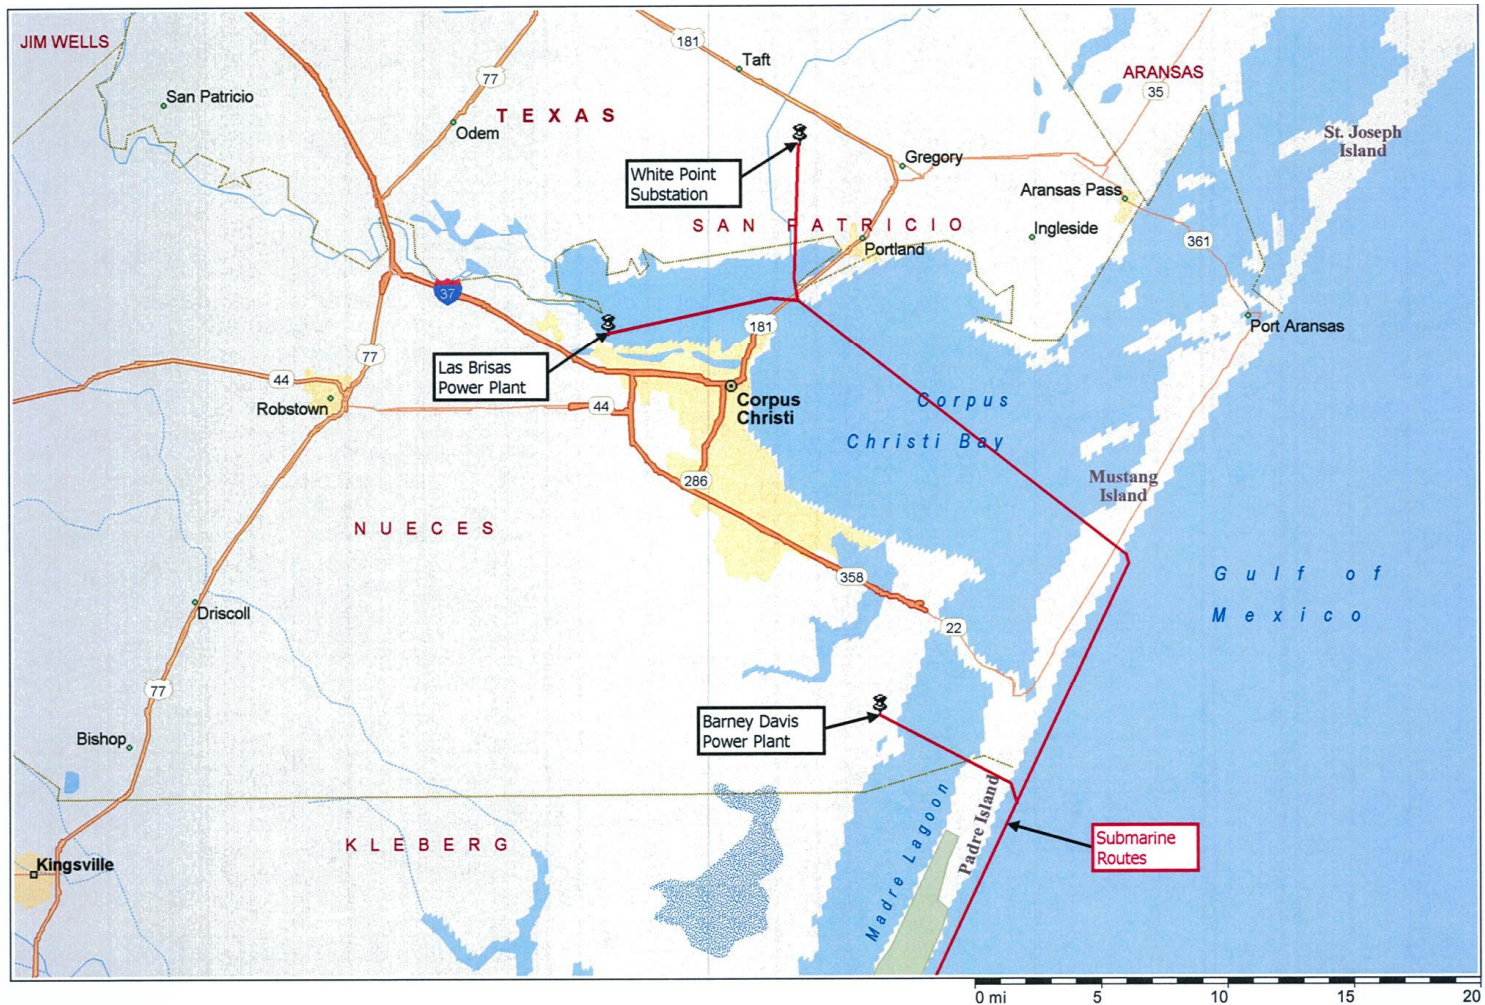 JIM WELLS
181
Taft
77
ARANSAS
35
San Patricio
TEXAS
Odem
St. Joseph
Island
White Point
Substation
Gregory
Aransas Pass
SAN PATRICIO
Ingleside
Portland
361
37
181
Port Aransas
Las Brisas
Power Plant
77
44
Robstown
44
Corpus
Christi
Corpus
Christi Bay
286
Mustang
Island
NUECES
358
Gulf of
Mexico
Driscoll
22
77
Barney Davis
Power Plant
Bishop
Padre Island
Madre Lagoon
Submarine
Routes
KLEBERG
Kingsville
0 mi 5 10 15 20